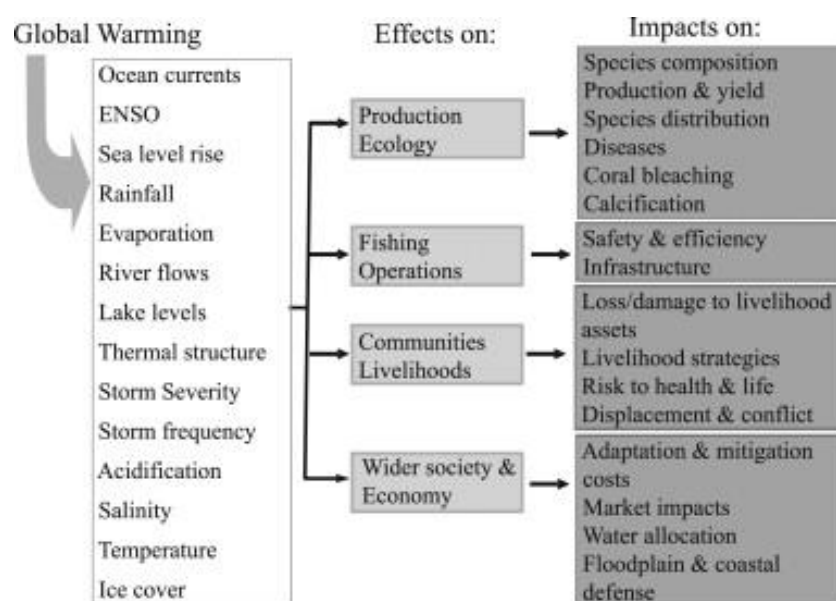 Global Warming
Ocean currents
ENSO
Sea level rise
Rainfall
Evaporation
River flows
Lake levels
Thermal structure
Storm Severity
Storm frequency
Acidification
Salinity
Temperature
Ice cover
Effects on:
Production
Ecology
Fishing
Operations
Communities
Livelihoods
Wider society &
Economy
Impacts on:
Species composition
Production & yield
Species distribution
Diseases
Coral bleaching
Calcification
Safety & efficiency
Infrastructure
Loss/damage to livelihood
assets
Livelihood strategies
Risk to health & life
Displacement & conflict
Adaptation & mitigation
costs
Market impacts
Water allocation
Floodplain & coastal
defense